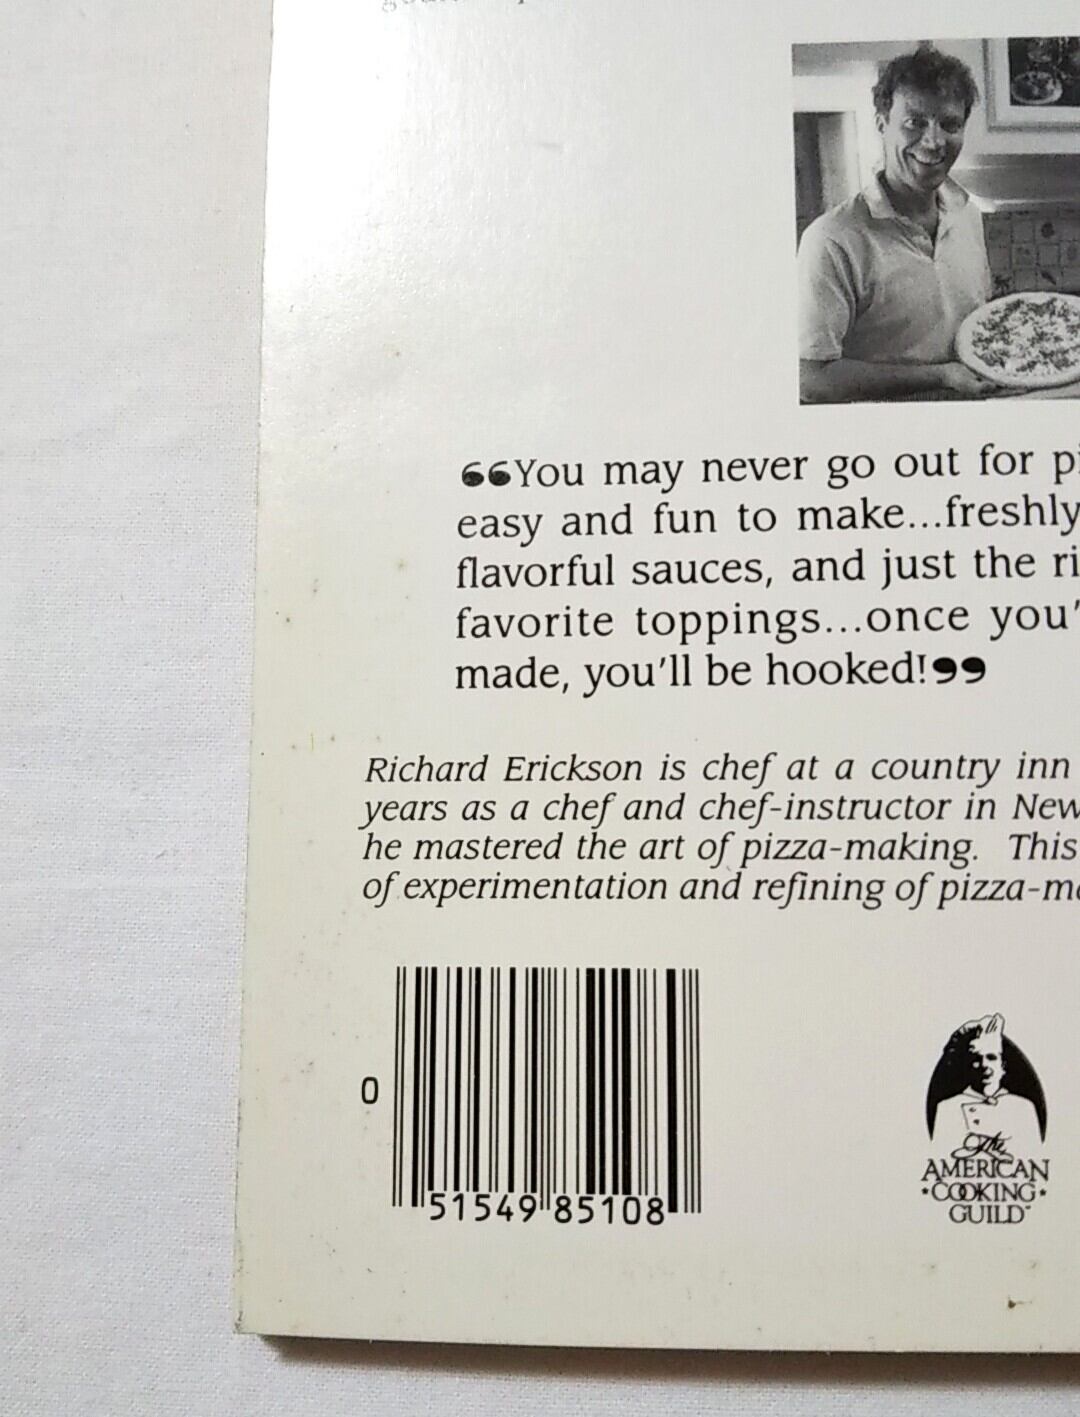 ❝You may never go out for pi
easy and fun to make...freshly
flavorful sauces, and just the ri
favorite toppings...once you'
made, you'll be hooked!❞
Richard Erickson is chef at a country inn
years as a chef and chef-instructor in New
he mastered the art of pizza-making. This
of experimentation and refining of pizza-ma
0
51549 85108
The
AMERICAN
•COOKING•
GUILD™